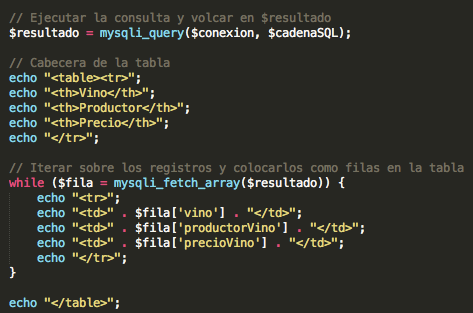 // Ejecutar la consulta y volcar en $resultado
$resultado = mysqli_query($conexion, $cadenaSQL);

// Cabecera de la tabla
echo "<table><tr>";
echo "<th>Vino</th>";
echo "<th>Productor</th>";
echo "<th>Precio</th>";
echo "</tr>";

// Iterar sobre los registros y colocarlos como filas en la tabla
while ($fila = mysqli_fetch_array($resultado)) {
    echo "<tr>";
    echo "<td>" . $fila['vino'] . "</td>";
    echo "<td>" . $fila['productorVino'] . "</td>";
    echo "<td>" . $fila['precioVino'] . "</td>";
    echo "</tr>";
}

echo "</table>";